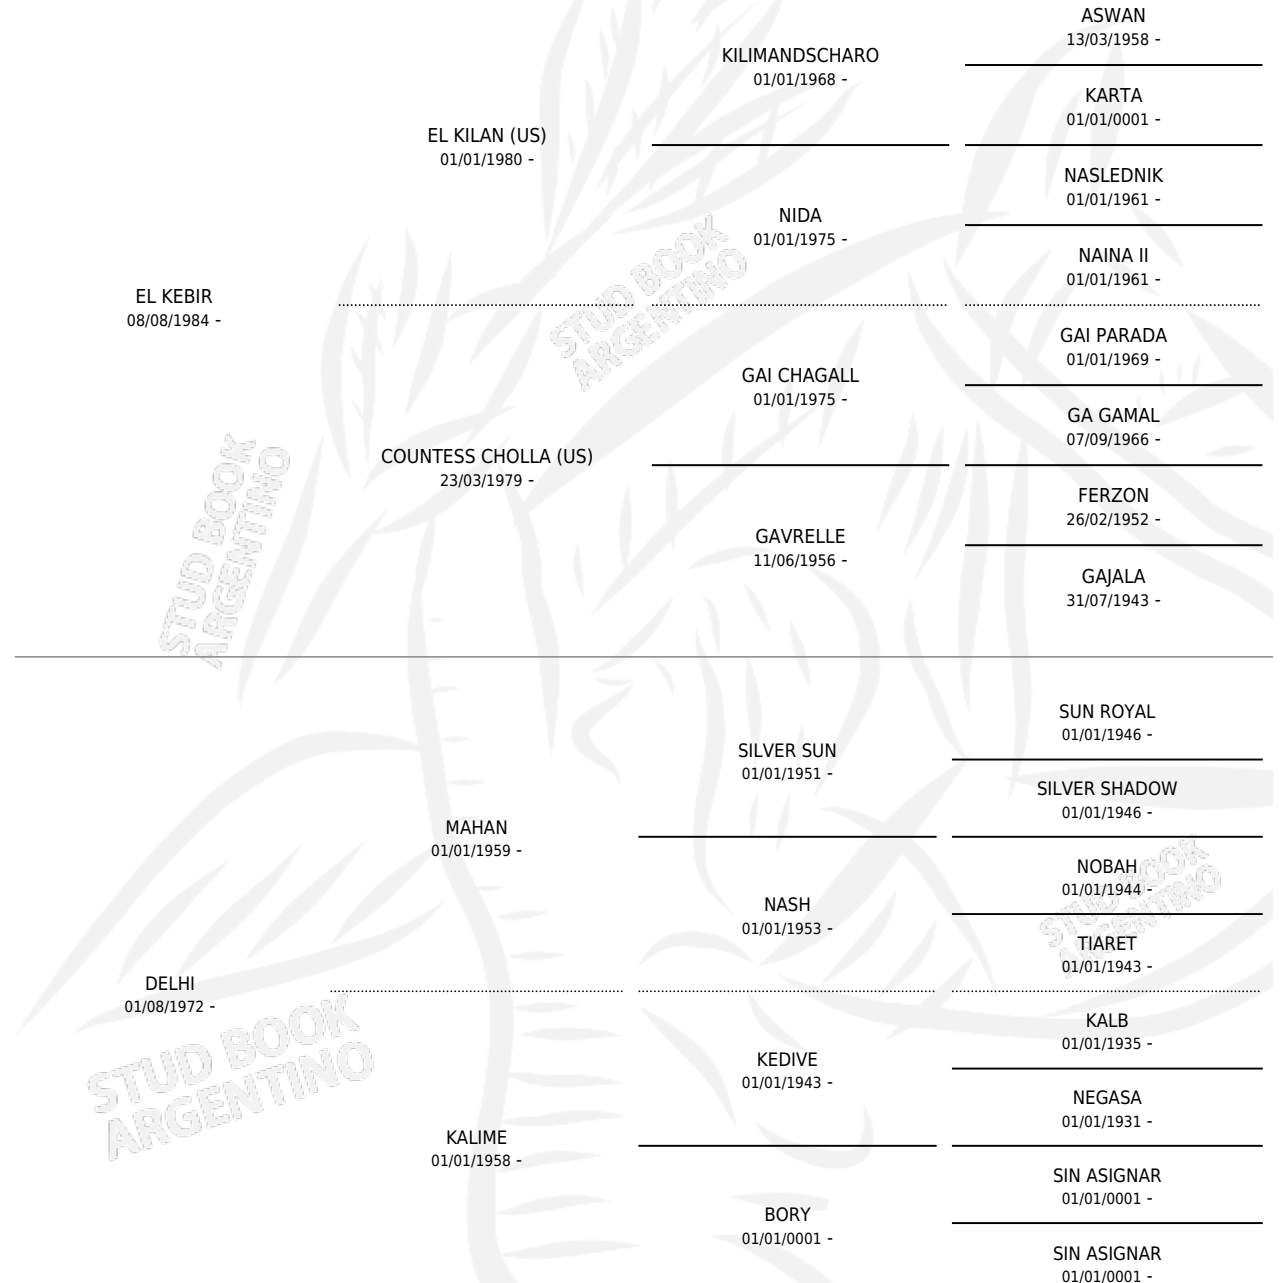 ASWAN
13/03/1958 -
KILIMANDSCHARO
01/01/1968 -
KARTA
01/01/0001 -
EL KILAN (US)
01/01/1980 -
NASLEDNIK
01/01/1961 -
NIDA
01/01/1975 -
NAINA II
01/01/1961 -
EL KEBIR
08/08/1984 -
STUD BOOK
ARGENTINO
GAI PARADA
01/01/1969 -
GAI CHAGALL
01/01/1975 -
GA GAMAL
07/09/1966 -
COUNTESS CHOLLA (US)
23/03/1979 -
FERZON
26/02/1952 -
GAVRELLE
11/06/1956 -
GAJALA
31/07/1943 -
STUD BOOK
ARGENTINO
SUN ROYAL
01/01/1946 -
SILVER SUN
01/01/1951 -
SILVER SHADOW
01/01/1946 -
MAHAN
01/01/1959 -
NOBAH
01/01/1944 -
NASH
01/01/1953 -
TIARET
01/01/1943 -
STUD BOOK
ARGENTINO
DELHI
01/08/1972 -
KALB
01/01/1935 -
KEDIVE
01/01/1943 -
NEGASA
01/01/1931 -
STUD BOOK
ARGENTINO
KALIME
01/01/1958 -
SIN ASIGNAR
01/01/0001 -
BORY
01/01/0001 -
SIN ASIGNAR
01/01/0001 -